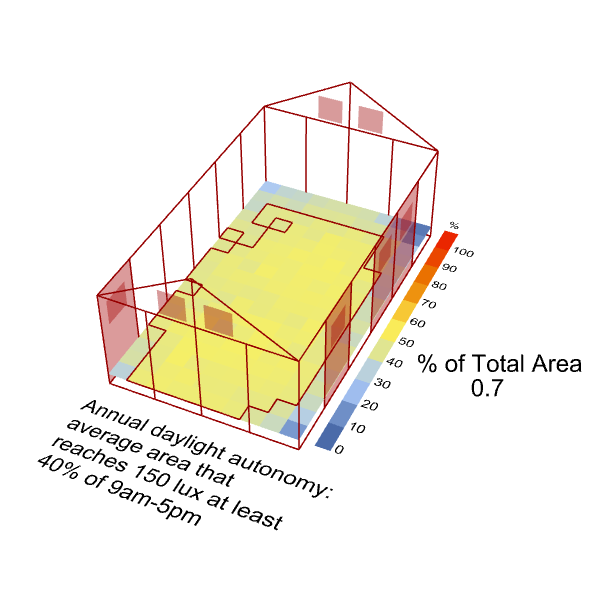 %
100
90
80
70
60
50
40
30
20
10
0
% of Total Area
0.7
Annual daylight autonomy:
average area that
reaches 150 lux at least
40% of 9am-5pm